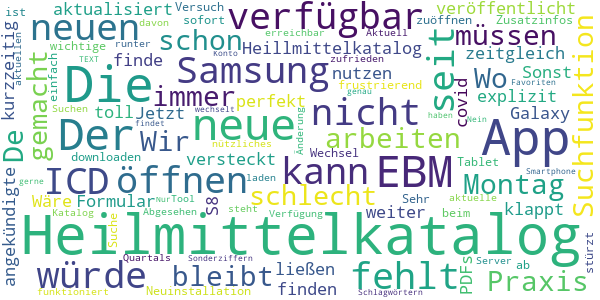 ist
aktualisiert
Versuch
sofort
zuöffnen
Zusatzinfos
neuen
davon
verfügbar
erreichbar
veröffentlicht
Aktuell
kurzzeitig
aktuellen
runter
schon
Konto
Heillmittelkatalog
müssen
wichtige
TEXT
finde
Samsung
zufrieden
nutzen
seit
zeitgleich
Sonst
Suchfunktion
einfach
Die
immer
frustrierend
genau
Wo
explizit
gemacht
Suchen
toll
Jetzt
perfekt
wechselt
Favoriten
covid
Galaxy
De
Der
Wir
neue
nicht
Änderung
haben
Nein
App
findet
nützliches
arbeiten
downloaden
versteckt
Wechsel
laden
Tablet
Smartphone
angekündigte
ICD
öffnen
kann
EBM
Montag
gerne
Wäre
Formular
S8
schlecht
Sehr
aktuelle
weiter
klappt
Katalog
NurTool
Abgesehen
steht
Verfügung
beim
Suche
Heilmittelkatalog
stürzt
würde
Quartals
Sonderziffern
ließen
fehlt
PDFs
Server
ab
funktioniert
Neuinstallation
bleibt
finden
Schlagwörtern
Praxis